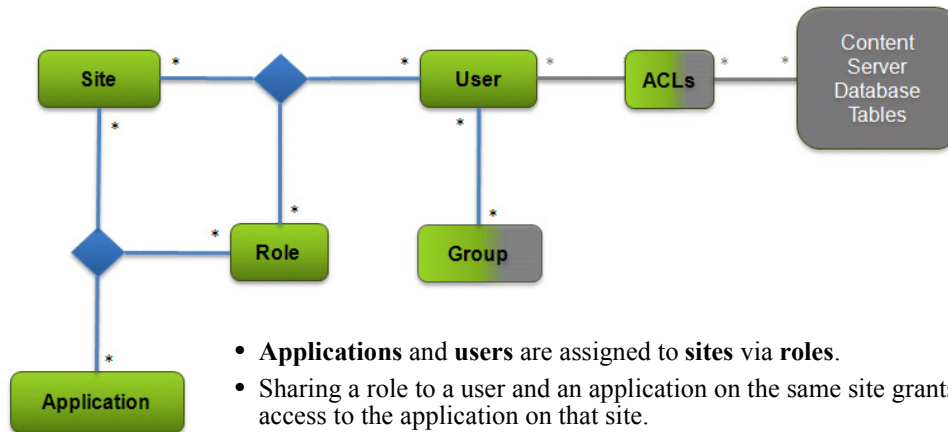 Site
*
*
User
*
ACLs
*
*
Content
Server
Database
Tables
*
*
*
*
Role
*
Group
*
Application
• Applications and users are assigned to sites via roles.
• Sharing a role to a user and an application on the same site grants
access to the application on that site.